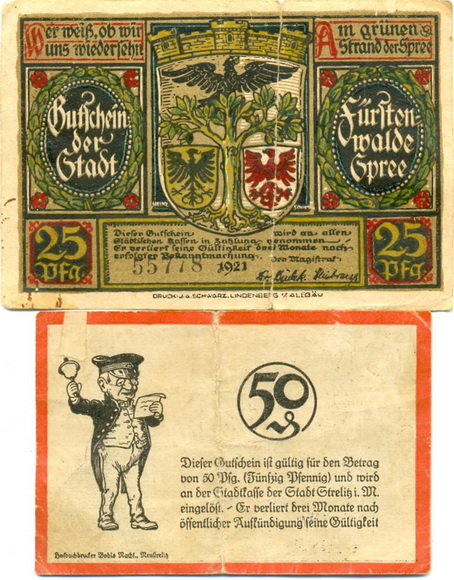 Wer weiß, ob wir
uns wiedersehn
Am grünen
Strand der Spree
Gutschein
der
Stadt
Fürsten-
walde
Spree
25
Pfg.
25
Pfg.
Dieser Gutschein wird an allen
Städtischen Kassen in Zahlung genommen
Er verliert seine Gültigkeit drei Monate nach
erfolgter Bekanntmachung. Der Magistrat
55778 1921
DRUCK: J.A. SCHWARZ, LINDENBERG i/ALLGÄU
50
Dieser Gutschein ist gültig für den Betrag
von 50 Pfg. (Fünfzig Pfennig) und wird
an der Stadtkasse der Stadt Strelitz i. M.
eingelöst. - Er verliert drei Monate nach
öffentlicher Aufkündigung seine Gültigkeit
Hofbuchdrucker Bohls Nachf., Neustrelitz